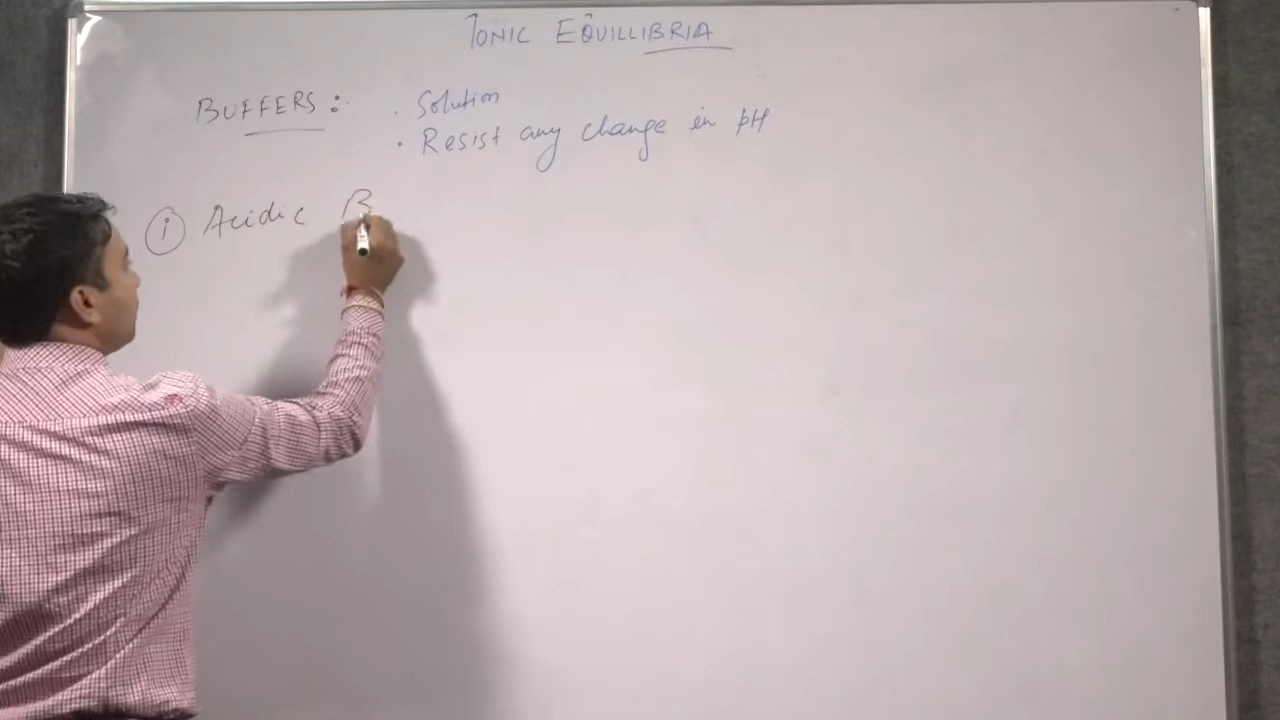 IONIC EQUILLIBRIA
BUFFERS :
. Solution
. Resist any change in pH
(i) Acidic B